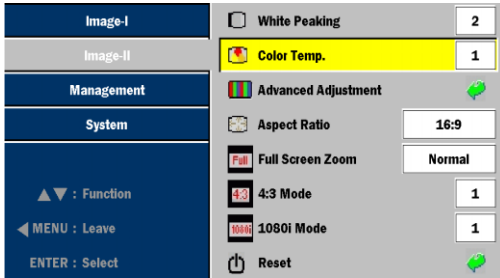 Image-I
Image-II
Management
System
▲▼ : Function
◀ MENU : Leave
ENTER : Select
White Peaking 2
Color Temp. 1
Advanced Adjustment
Aspect Ratio 16:9
Full Full Screen Zoom Normal
4:3 4:3 Mode 1
1080i 1080i Mode 1
Reset